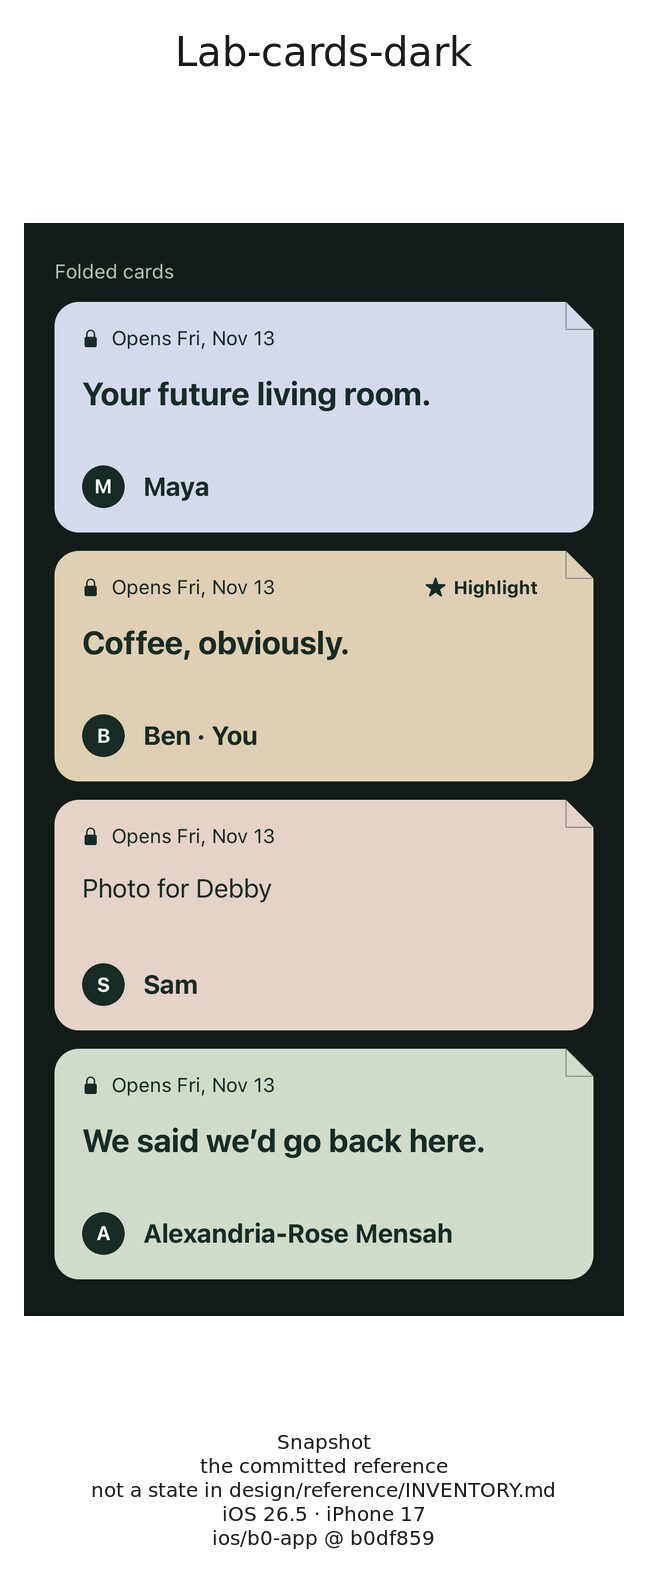 Lab-cards-dark
Folded cards
Opens Fri, Nov 13
Your future living room.
M Maya
Opens Fri, Nov 13 Highlight
Coffee, obviously.
B Ben · You
Opens Fri, Nov 13
Photo for Debby
S Sam
Opens Fri, Nov 13
We said we’d go back here.
A Alexandria-Rose Mensah
Snapshot
the committed reference
not a state in design/reference/INVENTORY.md
iOS 26.5 · iPhone 17
ios/b0-app @ b0df859